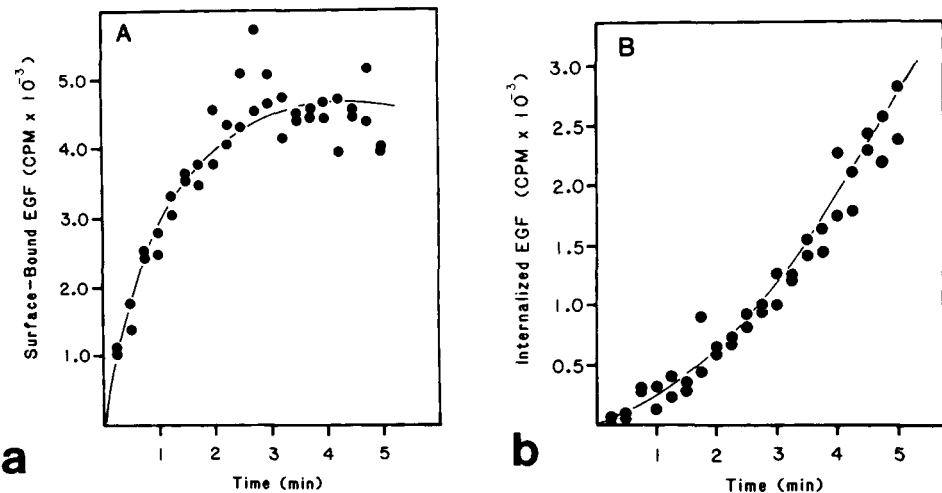 A
Surface-Bound EGF (CPM x 10⁻³)
5.0
4.0
3.0
2.0
1.0
1 2 3 4 5
Time (min)
a
B
Internalized EGF (CPM x 10⁻³)
3.0
2.5
2.0
1.5
1.0
0.5
1 2 3 4 5
Time (min)
b